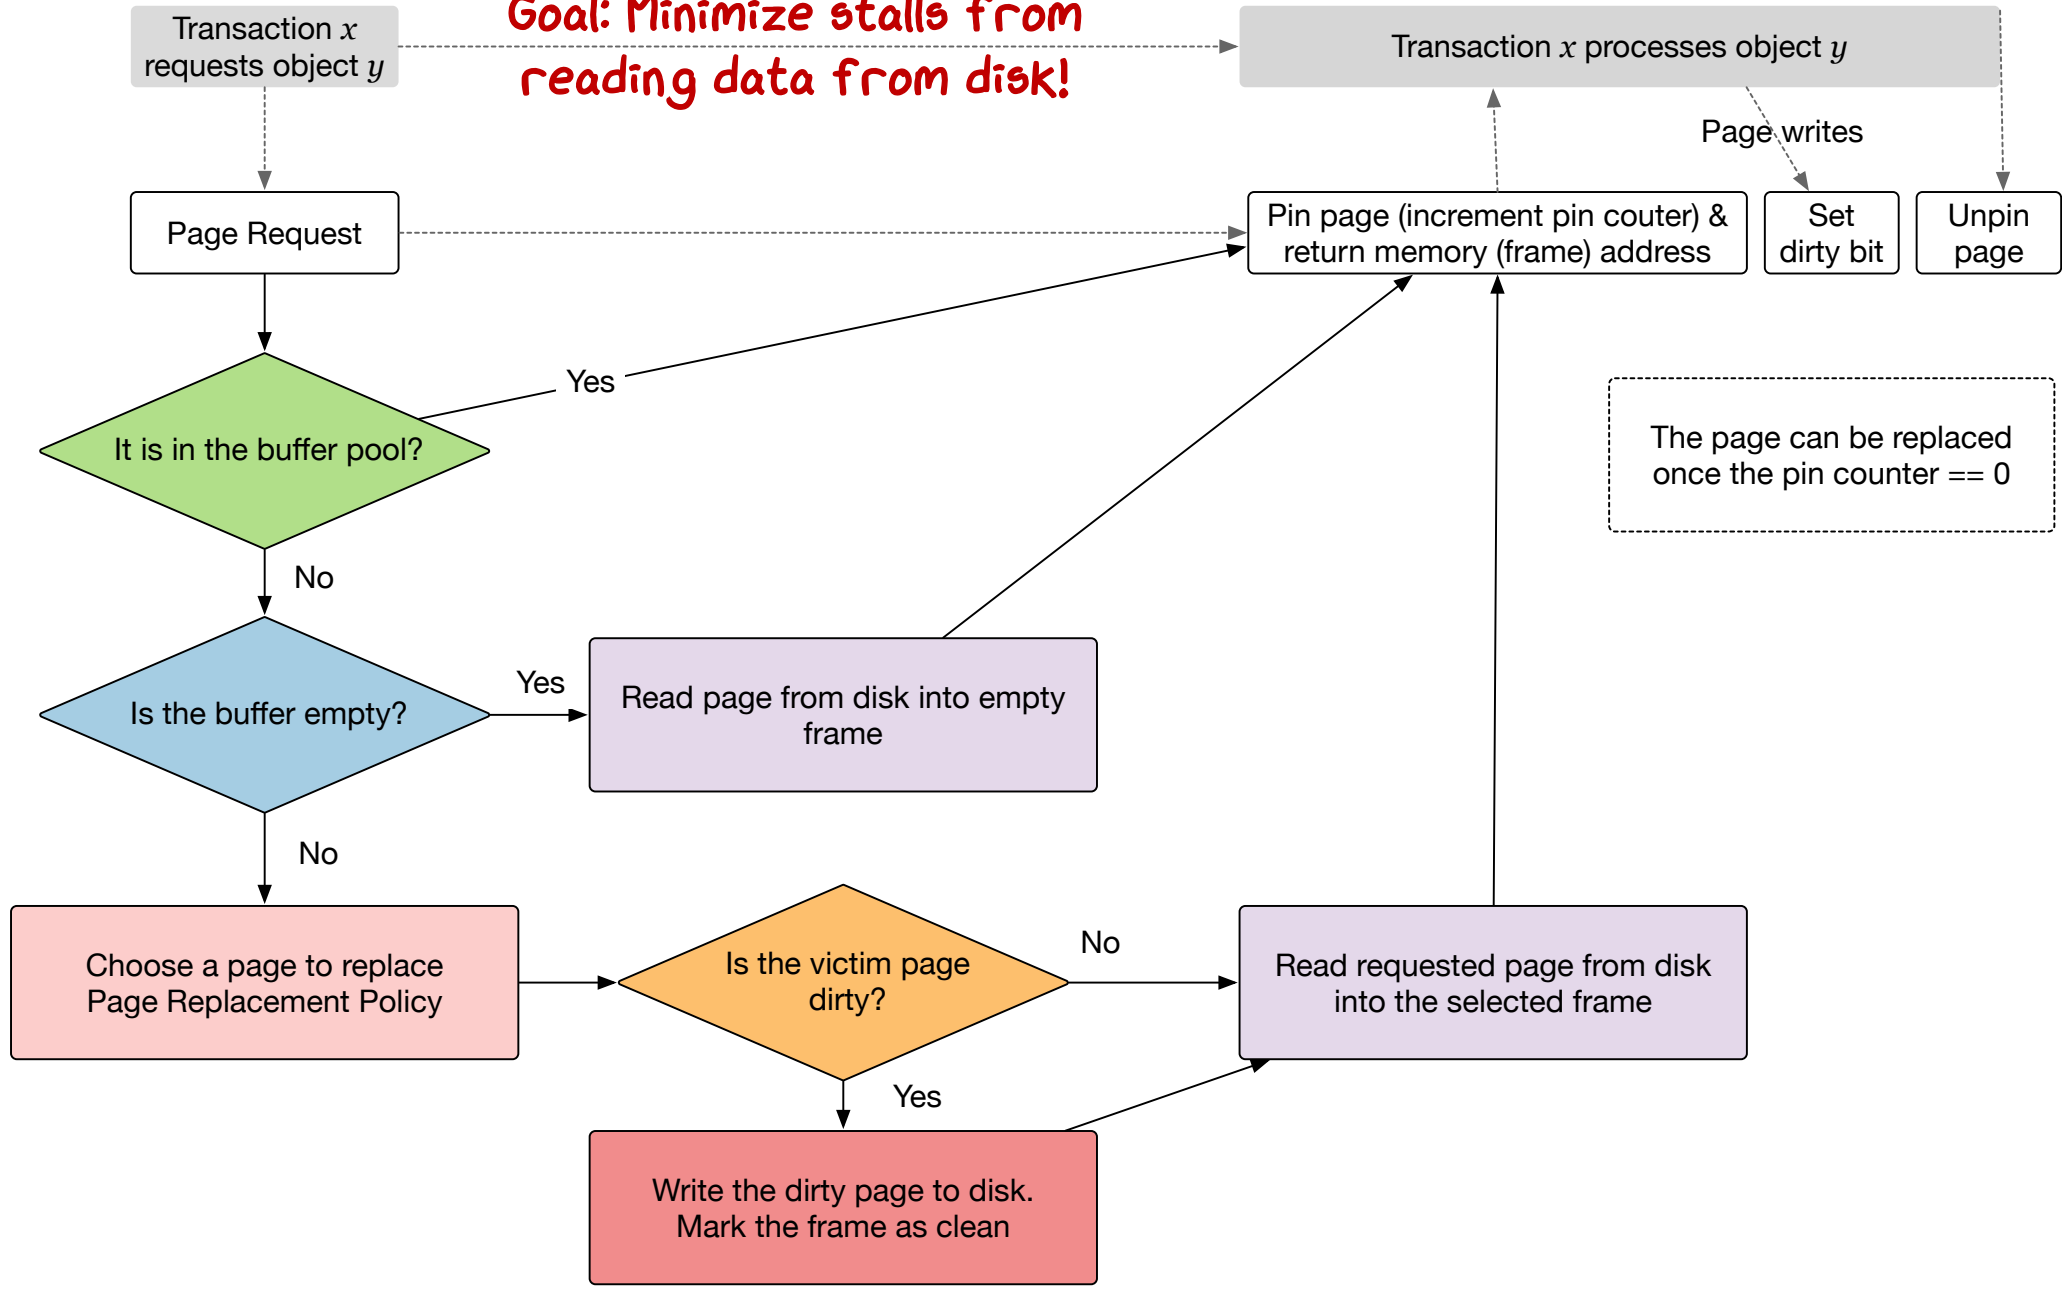 Goal: Minimize stalls from
reading data from disk!
Transaction x
requests object y
Transaction x processes object y
Page writes
Page Request
Pin page (increment pin couter) &
return memory (frame) address
Set
dirty bit
Unpin
page
Yes
It is in the buffer pool?
The page can be replaced
once the pin counter == 0
No
Is the buffer empty?
Yes
Read page from disk into empty
frame
No
Choose a page to replace
Page Replacement Policy
Is the victim page
dirty?
No
Read requested page from disk
into the selected frame
Yes
Write the dirty page to disk.
Mark the frame as clean